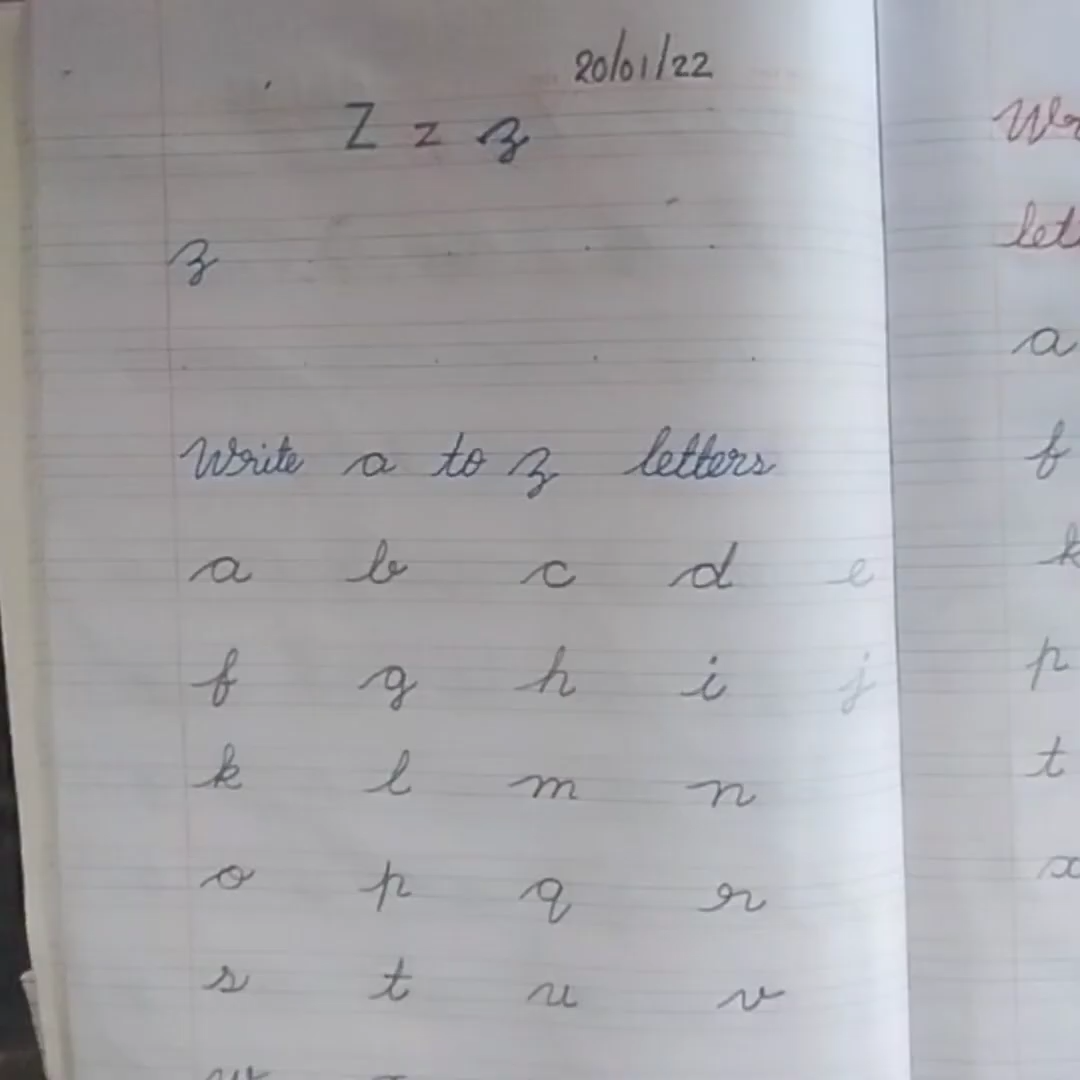 20/01/22
Z z z
z
Write a to z letters
a b c d e
f g h i j
k l m n
o p q r
s t u v
a
f
k
p
t
x